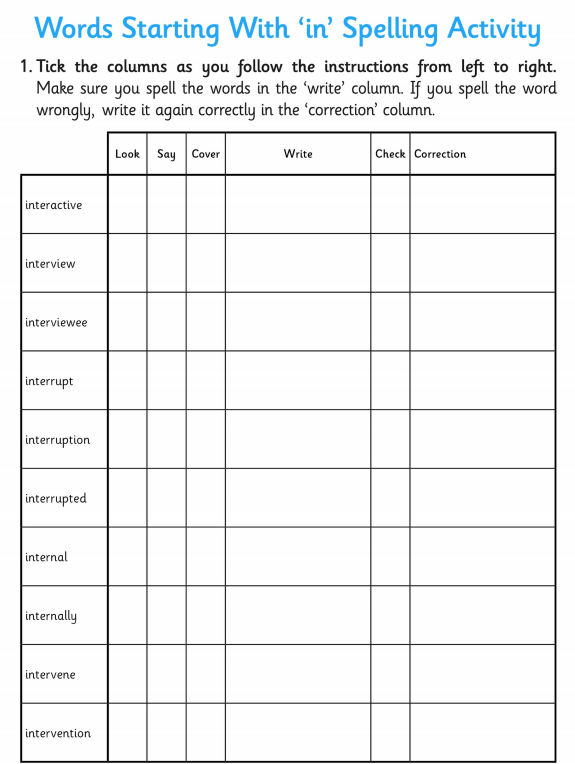 Words Starting With ‘in’ Spelling Activity
1. Tick the columns as you follow the instructions from left to right.
Make sure you spell the words in the ‘write’ column. If you spell the word
wrongly, write it again correctly in the ‘correction’ column.
Look Say Cover Write Check Correction
interactive
interview
interviewee
interrupt
interruption
interrupted
internal
internally
intervene
intervention